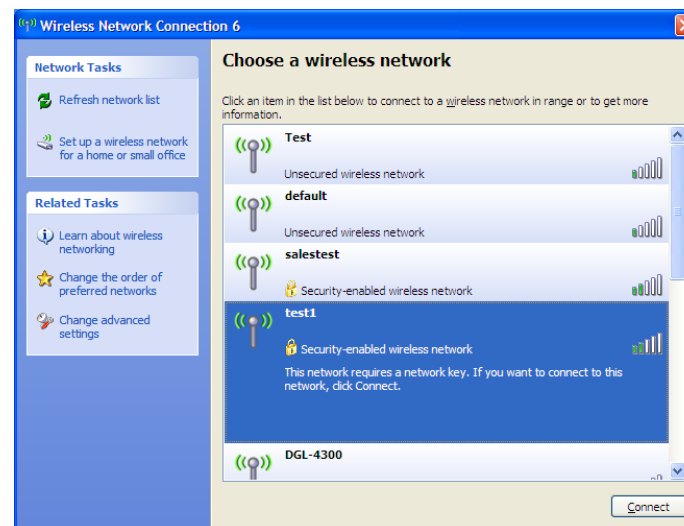 Wireless Network Connection 6
Network Tasks
Refresh network list
Set up a wireless network
for a home or small office
Related Tasks
Learn about wireless
networking
Change the order of
preferred networks
Change advanced
settings
Choose a wireless network
Click an item in the list below to connect to a wireless network in range or to get more
information.
Test
Unsecured wireless network
default
Unsecured wireless network
salestest
Security-enabled wireless network
test1
Security-enabled wireless network
This network requires a network key. If you want to connect to this
network, click Connect.
DGL-4300
Connect